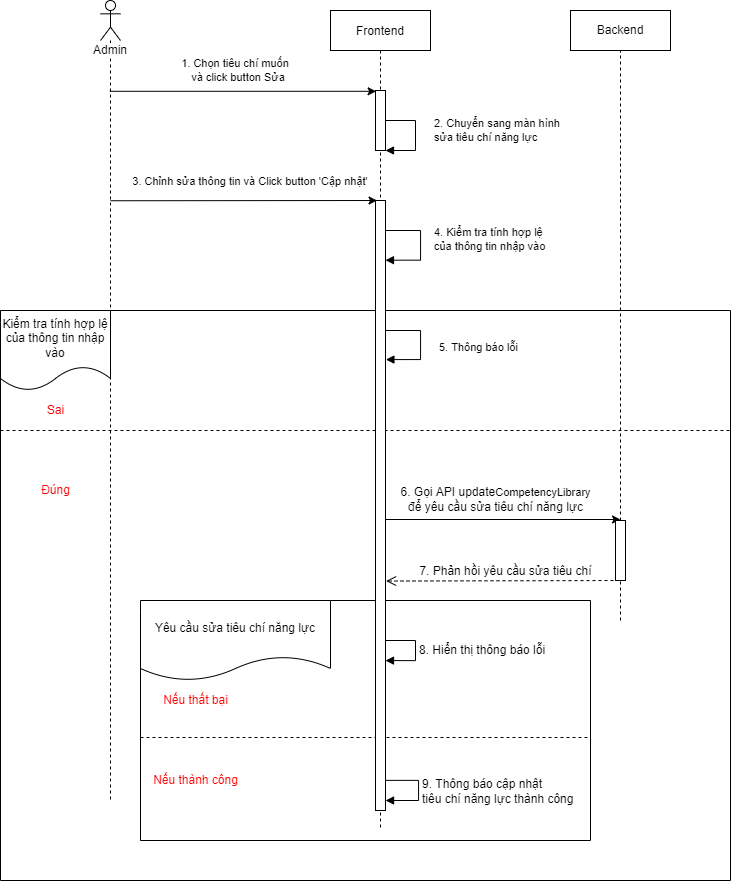 Admin
Frontend
Backend
1. Chọn tiêu chí muốn
và click button Sửa
2. Chuyển sang màn hình
sửa tiêu chí năng lực
3. Chỉnh sửa thông tin và Click button 'Cập nhật'
4. Kiểm tra tính hợp lệ
của thông tin nhập vào
Kiểm tra tính hợp lệ
của thông tin nhập
vào
5. Thông báo lỗi
Sai
Đúng
6. Gọi API updateCompetencyLibrary
để yêu cầu sửa tiêu chí năng lực
7. Phản hồi yêu cầu sửa tiêu chí
Yêu cầu sửa tiêu chí năng lực
8. Hiển thị thông báo lỗi
Nếu thất bại
Nếu thành công
9. Thông báo cập nhật
tiêu chí năng lực thành công